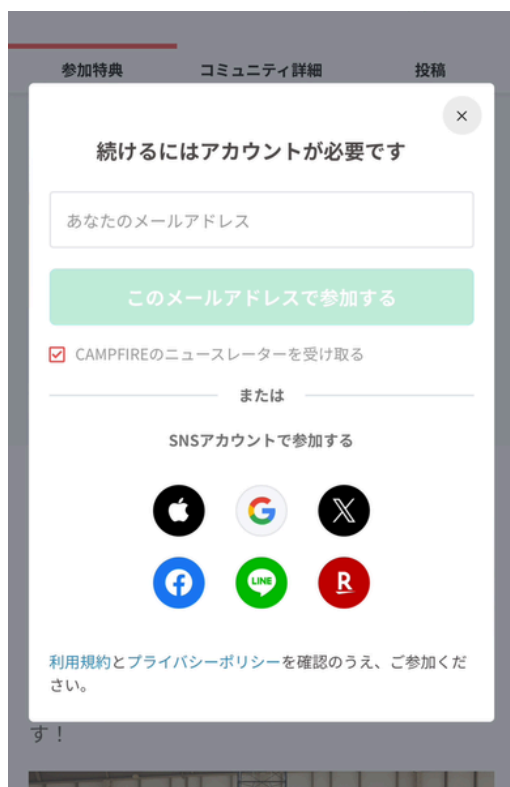 参加特典
コミュニティ詳細
投稿
×
続けるにはアカウントが必要です
あなたのメールアドレス
このメールアドレスで参加する
CAMPFIREのニュースレターを受け取る
または
SNSアカウントで参加する
G
X
f
LINE
R
利用規約とプライバシーポリシーを確認のうえ、ご参加くだ
さい。
す！